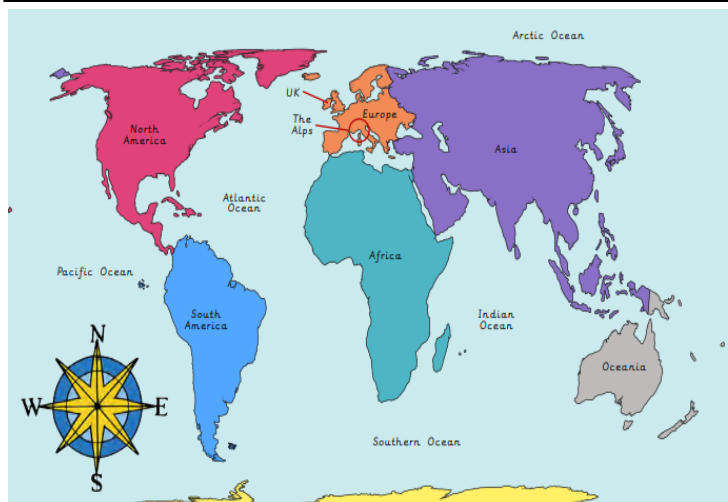 Arctic Ocean
UK
The
Alps
Europe
North
America
Asia
Atlantic
Ocean
Africa
Pacific Ocean
South
America
Indian
Ocean
N
W
E
S
Oceania
Southern Ocean